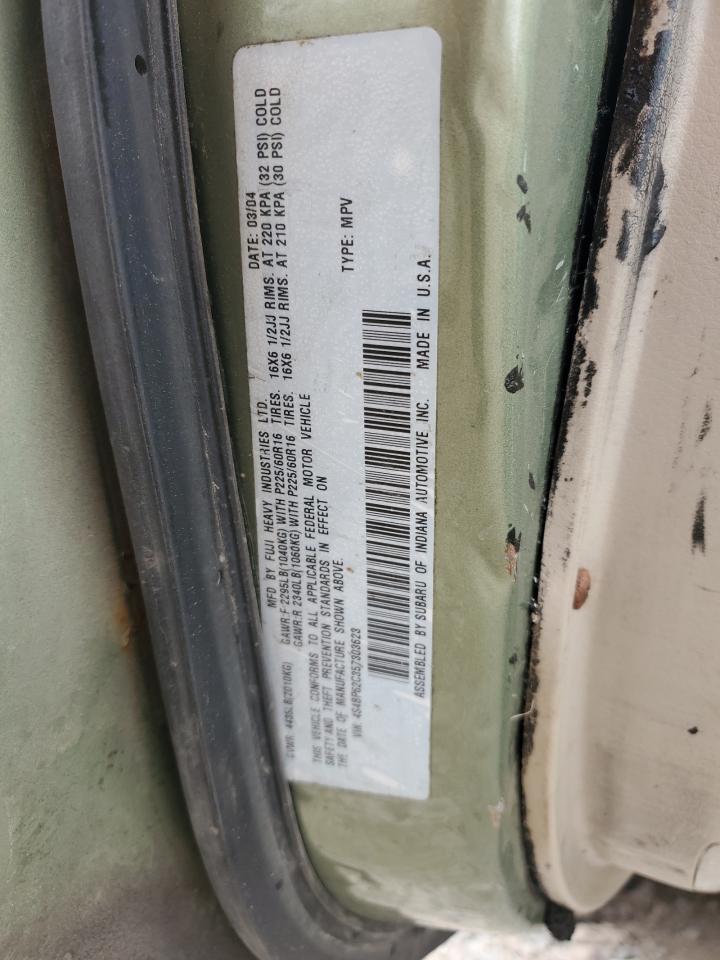 MFD BY FUJI HEAVY INDUSTRIES LTD. DATE: 03/04
GVWR: 4435LB(2010KG) GAWR:F 2295LB(1040KG) WITH P225/60R16 TIRES. 16X6 1/2JJ RIMS. AT 220 KPA (32 PSI) COLD
GAWR:R 2340LB(1060KG) WITH P225/60R16 TIRES. 16X6 1/2JJ RIMS. AT 210 KPA (30 PSI) COLD
THIS VEHICLE CONFORMS TO ALL APPLICABLE FEDERAL MOTOR VEHICLE
SAFETY AND THEFT PREVENTION STANDARDS IN EFFECT ON
THE DATE OF MANUFACTURE SHOWN ABOVE.
VIN: 4S4BP62C357303623 TYPE: MPV
ASSEMBLED BY SUBARU OF INDIANA AUTOMOTIVE, INC. MADE IN U.S.A.